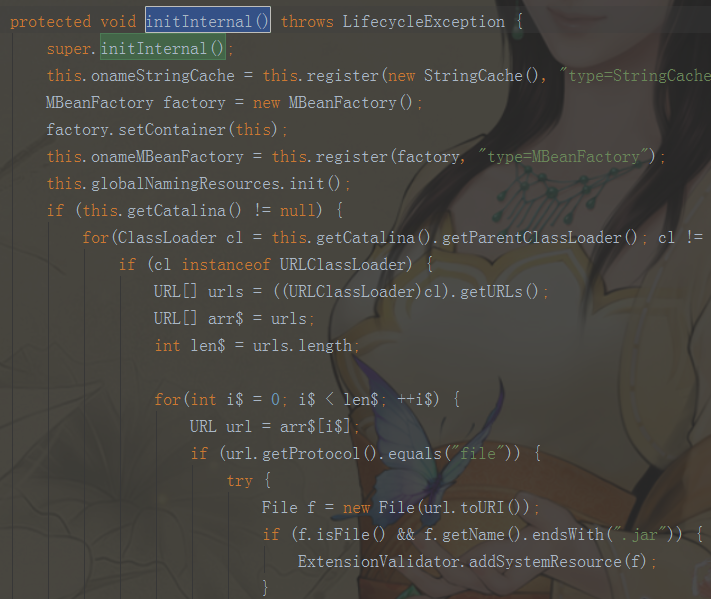 protected void initInternal() throws LifecycleException {
super.initInternal();
this.onameStringCache = this.register(new StringCache(), "type=StringCache
MBeanFactory factory = new MBeanFactory();
factory.setContainer(this);
this.onameMBeanFactory = this.register(factory, "type=MBeanFactory");
this.globalNamingResources.init();
if (this.getCatalina() != null) {
for(ClassLoader cl = this.getCatalina().getParentClassLoader(); cl !=
if (cl instanceof URLClassLoader) {
URL[] urls = ((URLClassLoader)cl).getURLs();
URL[] arr$ = urls;
int len$ = urls.length;
for(int i$ = 0; i$ < len$; ++i$) {
URL url = arr$[i$];
if (url.getProtocol().equals("file")) {
try {
File f = new File(url.toURI());
if (f.isFile() && f.getName().endsWith(".jar")) {
ExtensionValidator.addSystemResource(f);
}